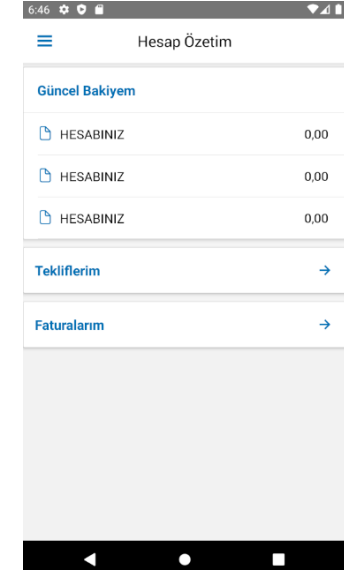 6:46
Hesap Özetim
Güncel Bakiyem
HESABINIZ 0,00
HESABINIZ 0,00
HESABINIZ 0,00
Tekliflerim
Faturalarım